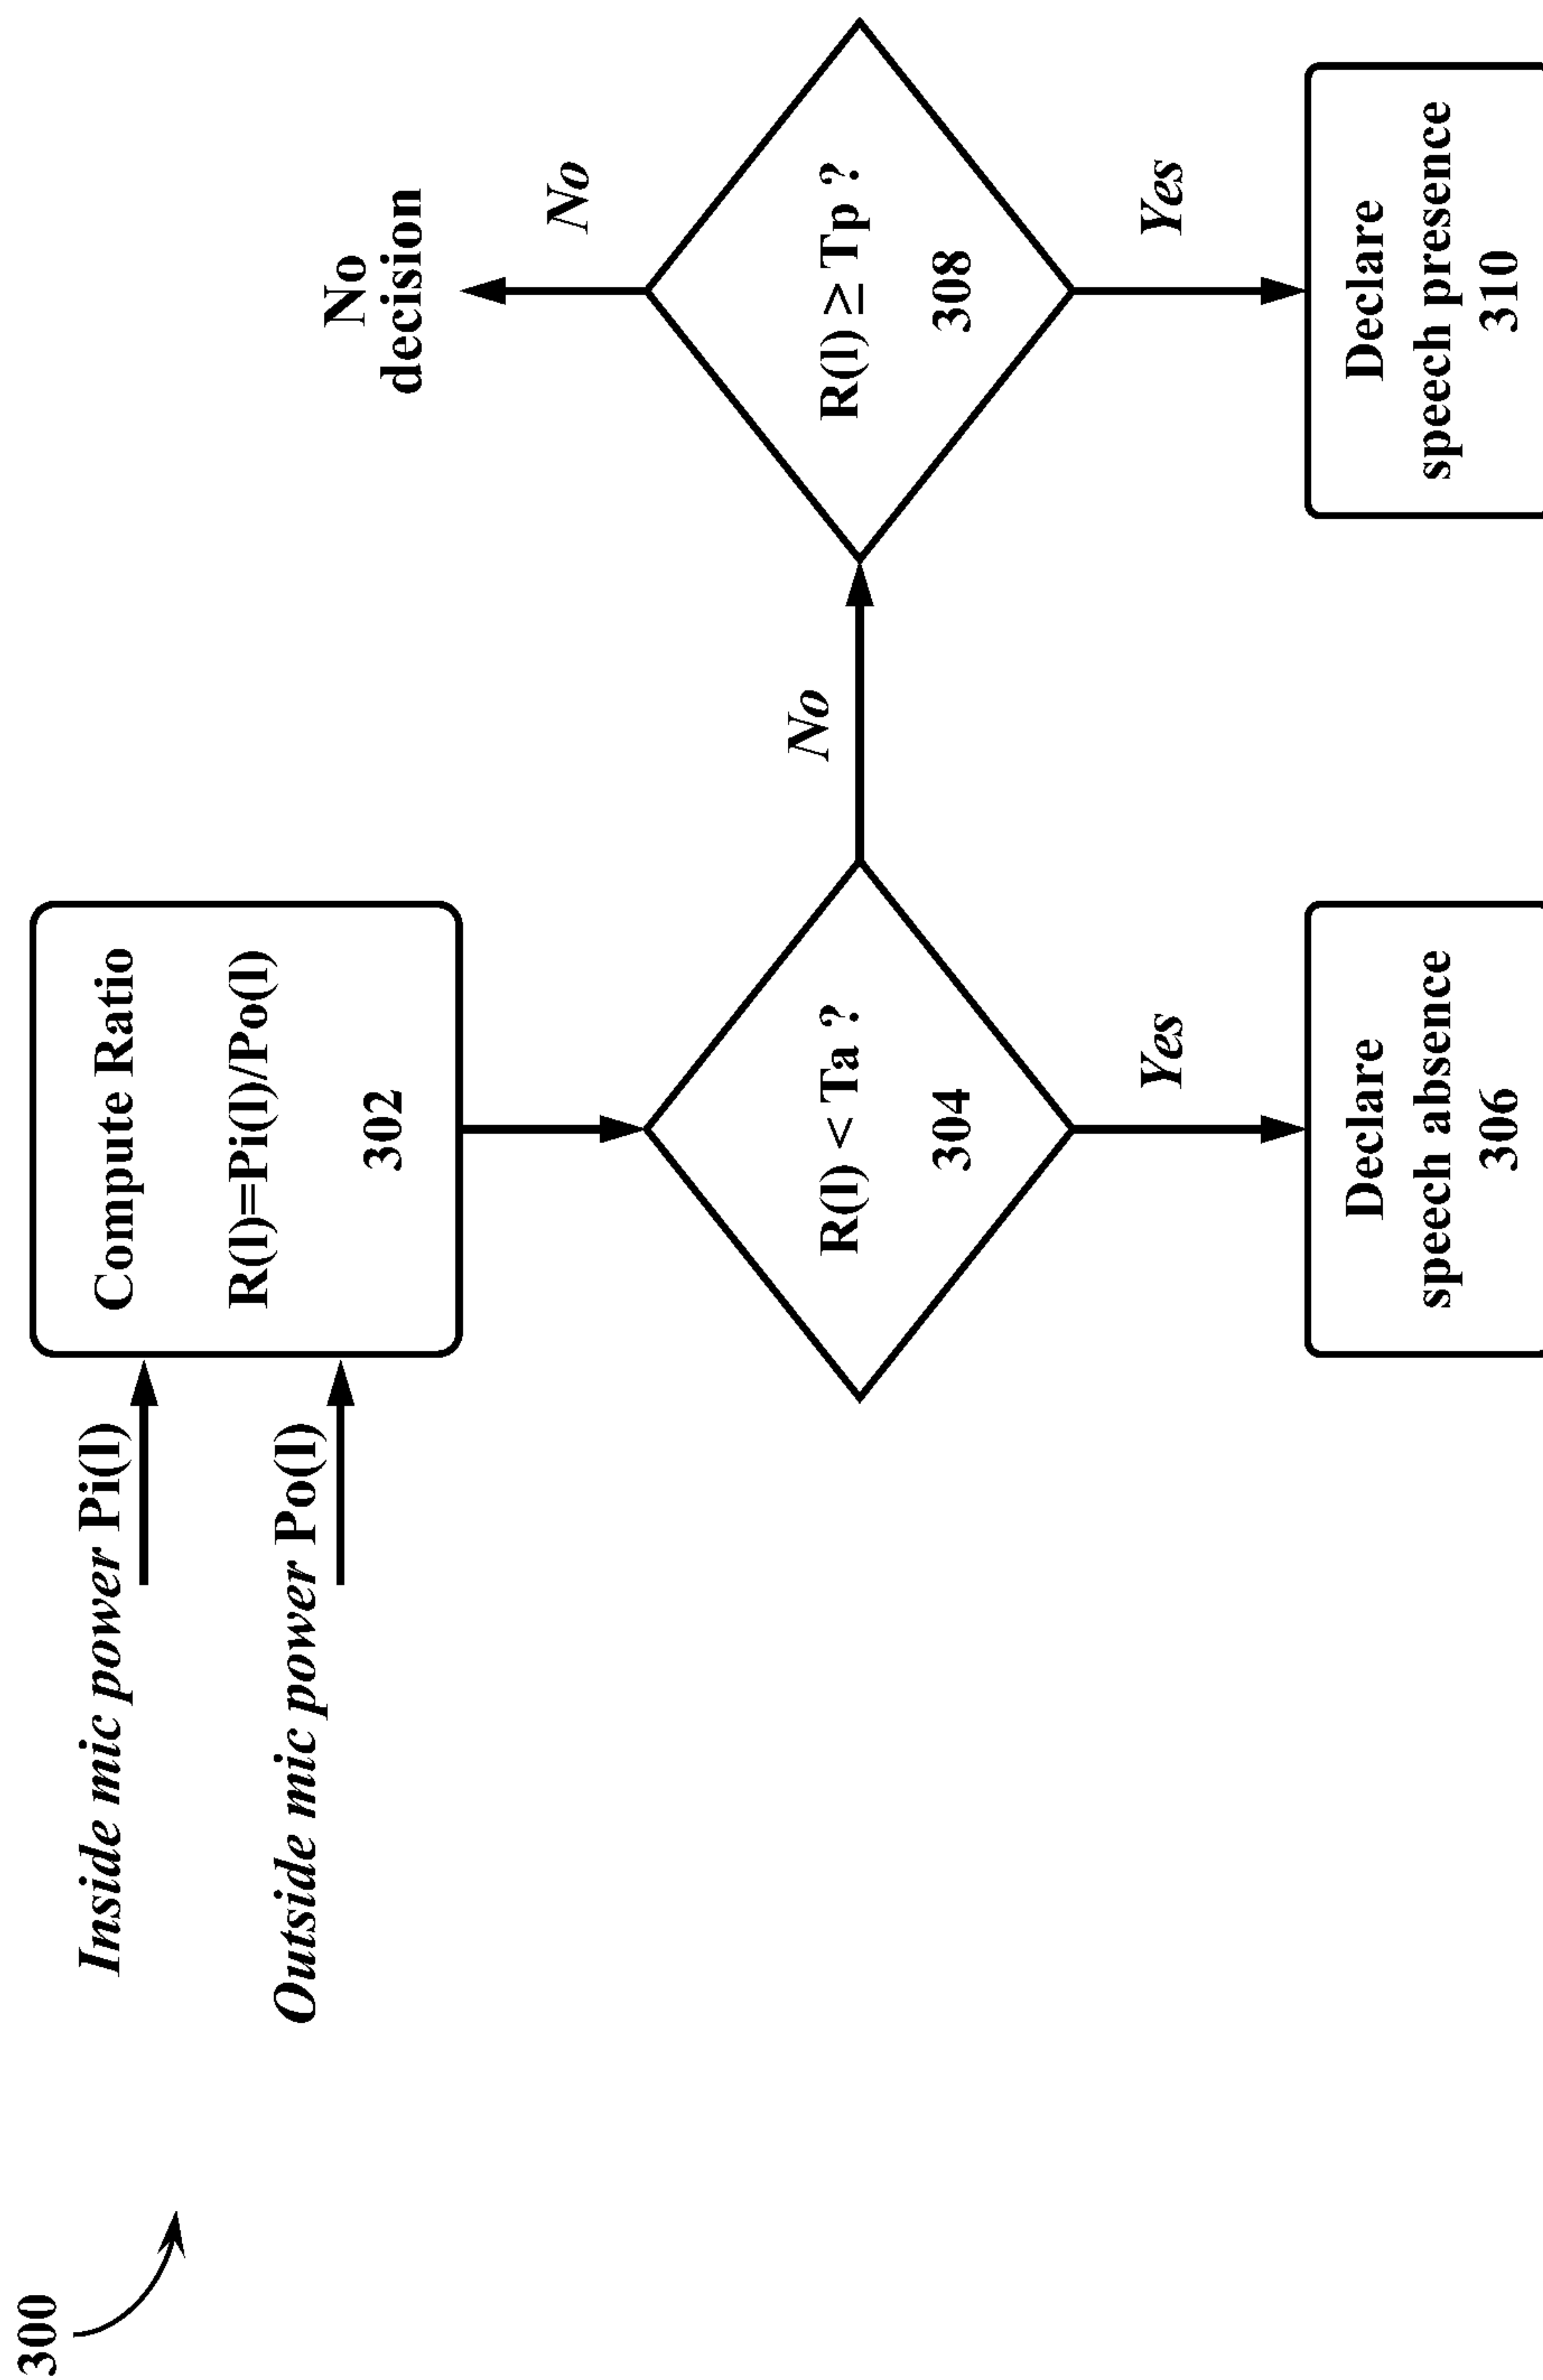 300
Inside mic power Pi(l)
Outside mic power Po(l)
Compute Ratio
R(l)=Pi(l)/Po(l)
302
R(l) < Ta ?
304
No
Yes
Declare
speech absence
306
R(l) ≥ Tp ?
308
No
No
decision
Yes
Declare
speech presence
310